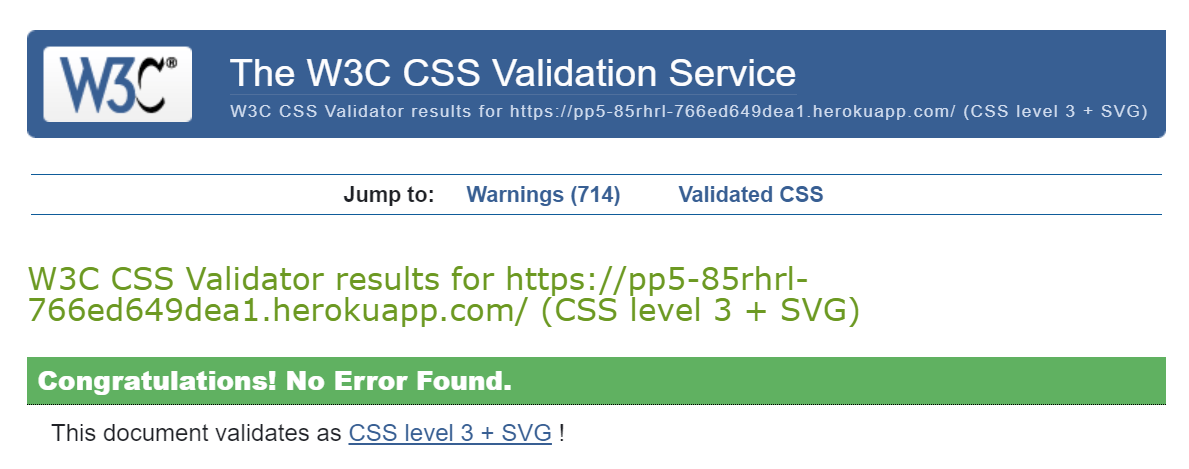 W3C®
The W3C CSS Validation Service
W3C CSS Validator results for https://pp5-85rhrl-766ed649dea1.herokuapp.com/ (CSS level 3 + SVG)
Jump to: Warnings (714) Validated CSS
W3C CSS Validator results for https://pp5-85rhrl-
766ed649dea1.herokuapp.com/ (CSS level 3 + SVG)
Congratulations! No Error Found.
This document validates as CSS level 3 + SVG !